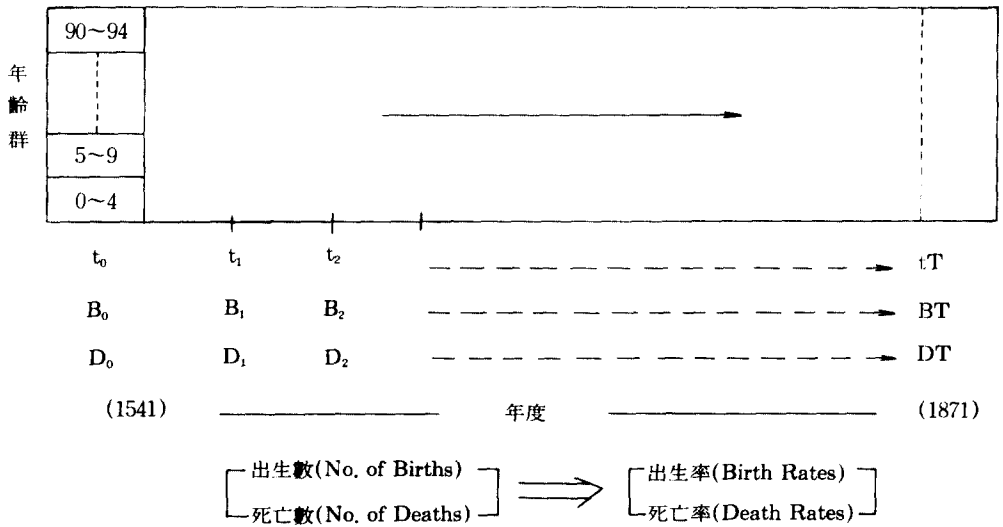 90~94
年齡群
5~9
0~4
t₀ t₁ t₂ tT
B₀ B₁ B₂ BT
D₀ D₁ D₂ DT
(1541) 年度 (1871)
出生數(No. of Births) 出生率(Birth Rates)
死亡數(No. of Deaths) 死亡率(Death Rates)